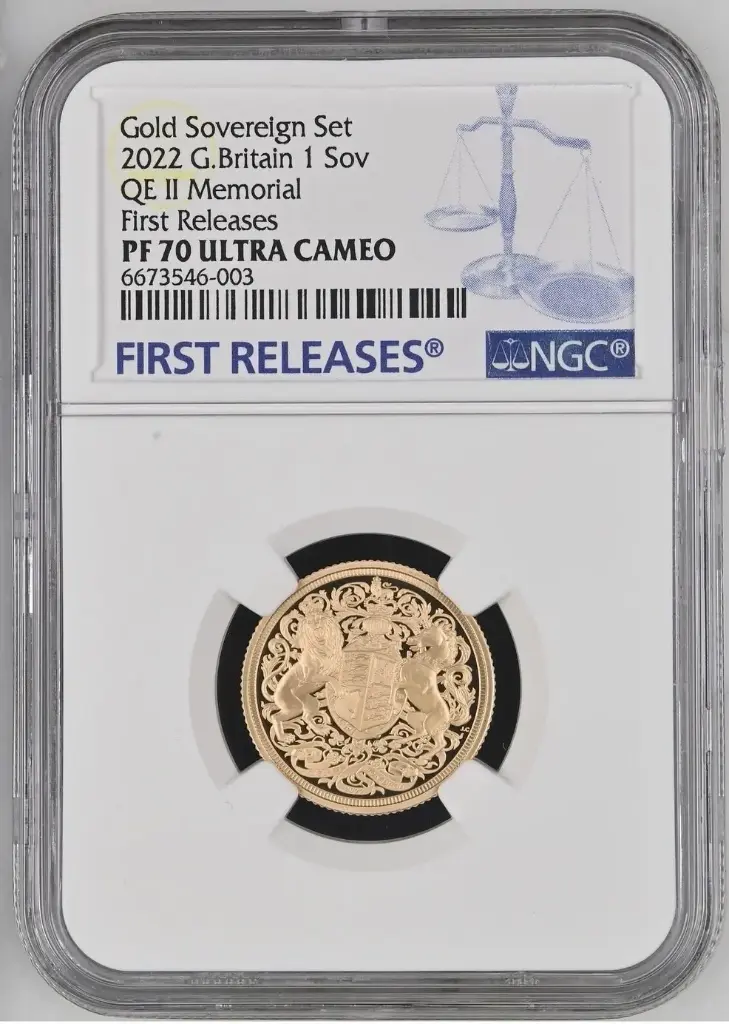 Gold Sovereign Set
2022 G.Britain 1 Sov
QE II Memorial
First Releases
PF 70 ULTRA CAMEO
6673546-003
FIRST RELEASES®
NGC®